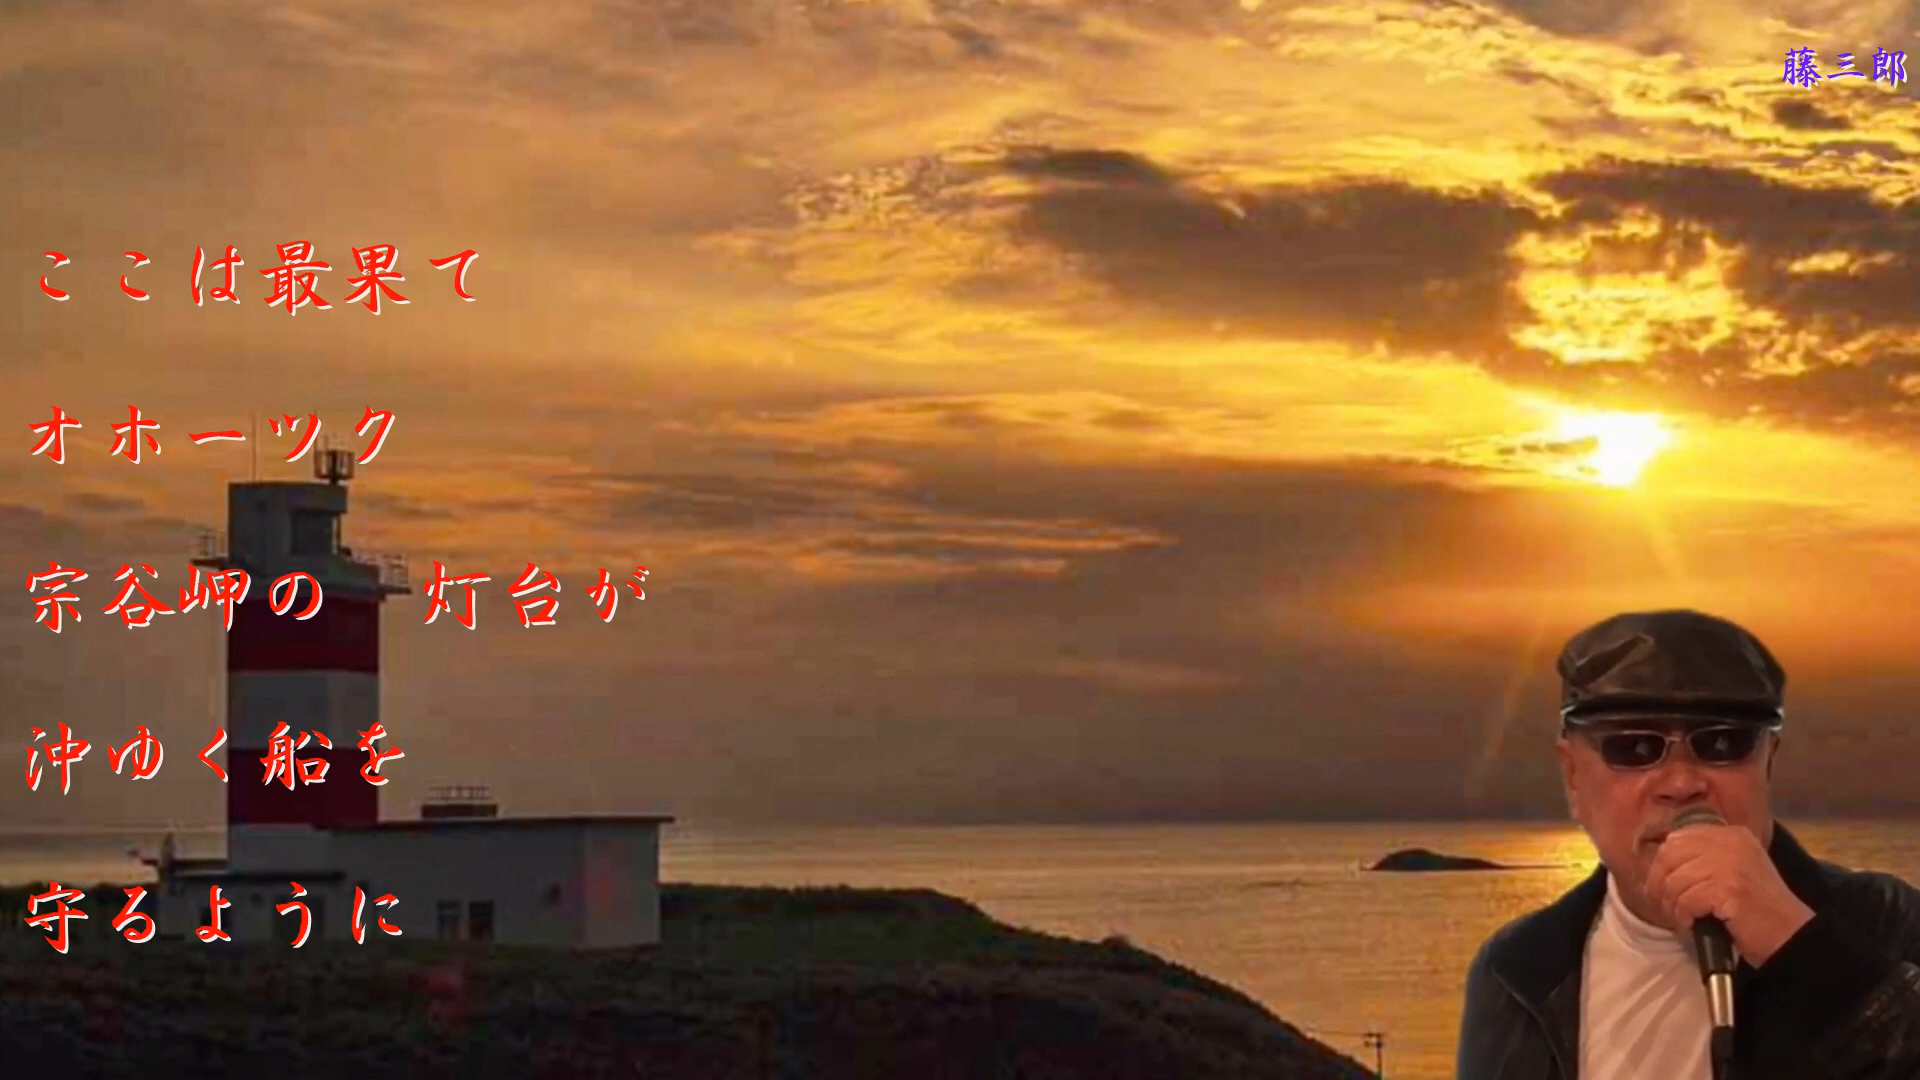 藤三郎
ここは最果て
オホーツク
宗谷岬の　灯台が
沖ゆく船を
守るように